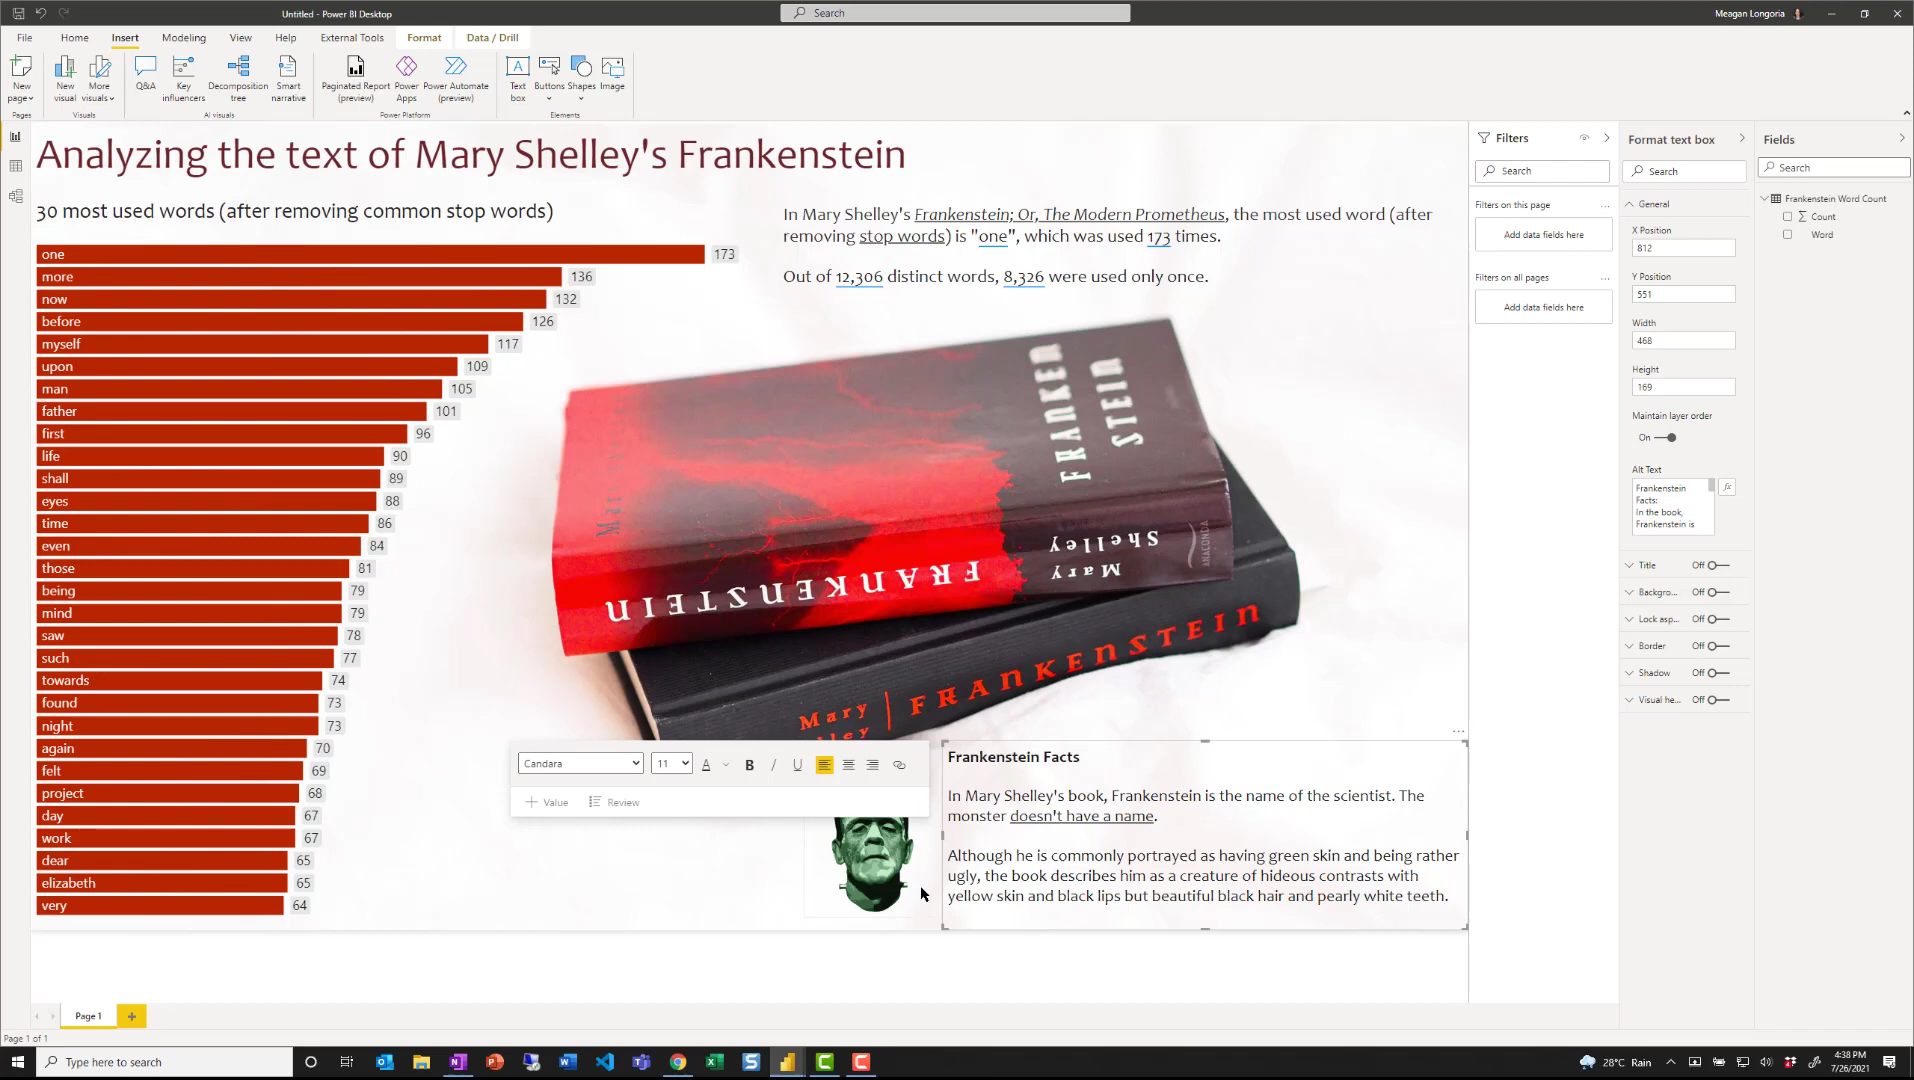 Untitled - Power BI Desktop
Search
Meagan Longoria
File
Home
Insert
Modeling
View
Help
External Tools
Format
Data / Drill
New page
New visual
More visuals
Q&A
Key influencers
Decomposition tree
Smart narrative
Paginated Report (preview)
Power Apps
Power Automate (preview)
Text box
Buttons
Shapes
Image
Pages
Visuals
AI visuals
Power Platform
Elements
Analyzing the text of Mary Shelley's Frankenstein
30 most used words (after removing common stop words)
one 173
more 136
now 132
before 126
myself 117
upon 109
man 105
father 101
first 96
life 90
shall 89
eyes 88
time 86
even 84
those 81
being 79
mind 79
saw 78
such 77
towards 74
found 73
night 73
again 70
felt 69
project 68
day 67
work 67
dear 65
elizabeth 65
very 64
In Mary Shelley's Frankenstein; Or, The Modern Prometheus, the most used word (after
removing stop words) is "one", which was used 173 times.
Out of 12,306 distinct words, 8,326 were used only once.
FRANKEN
STEIN
Mary
Shelley
ANACONDA
FRANKENSTEIN
Mary
FRANKENSTEIN
Candara
11
A
B
I
U
Value
Review
Frankenstein Facts
In Mary Shelley's book, Frankenstein is the name of the scientist. The
monster doesn't have a name.
Although he is commonly portrayed as having green skin and being rather
ugly, the book describes him as a creature of hideous contrasts with
yellow skin and black lips but beautiful black hair and pearly white teeth.
Filters
Search
Filters on this page
Add data fields here
Filters on all pages
Add data fields here
Format text box
Search
General
X Position
812
Y Position
551
Width
468
Height
169
Maintain layer order
On
Alt Text
Frankenstein
Facts:
In the book,
Frankenstein is
fx
Title Off
Backgro... Off
Lock asp... Off
Border Off
Shadow Off
Visual he... Off
Fields
Search
Frankenstein Word Count
Count
Word
Page 1
Page 1 of 1
Type here to search
28°C Rain
4:38 PM
7/26/2021